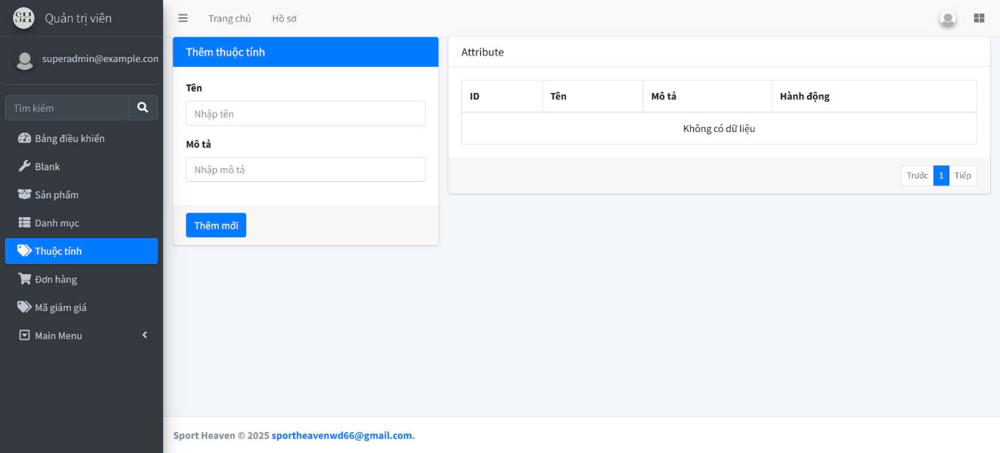 SH Quản trị viên
Trang chủ Hồ sơ
superadmin@example.con
Tìm kiếm
Bảng điều khiển
Blank
Sản phẩm
Danh mục
Thuộc tính
Đơn hàng
Mã giảm giá
Main Menu
Thêm thuộc tính
Tên
Nhập tên
Mô tả
Nhập mô tả
Thêm mới
Attribute
ID Tên Mô tả Hành động
Không có dữ liệu
Trước 1 Tiếp
Sport Heaven © 2025 sportheavenwd66@gmail.com.